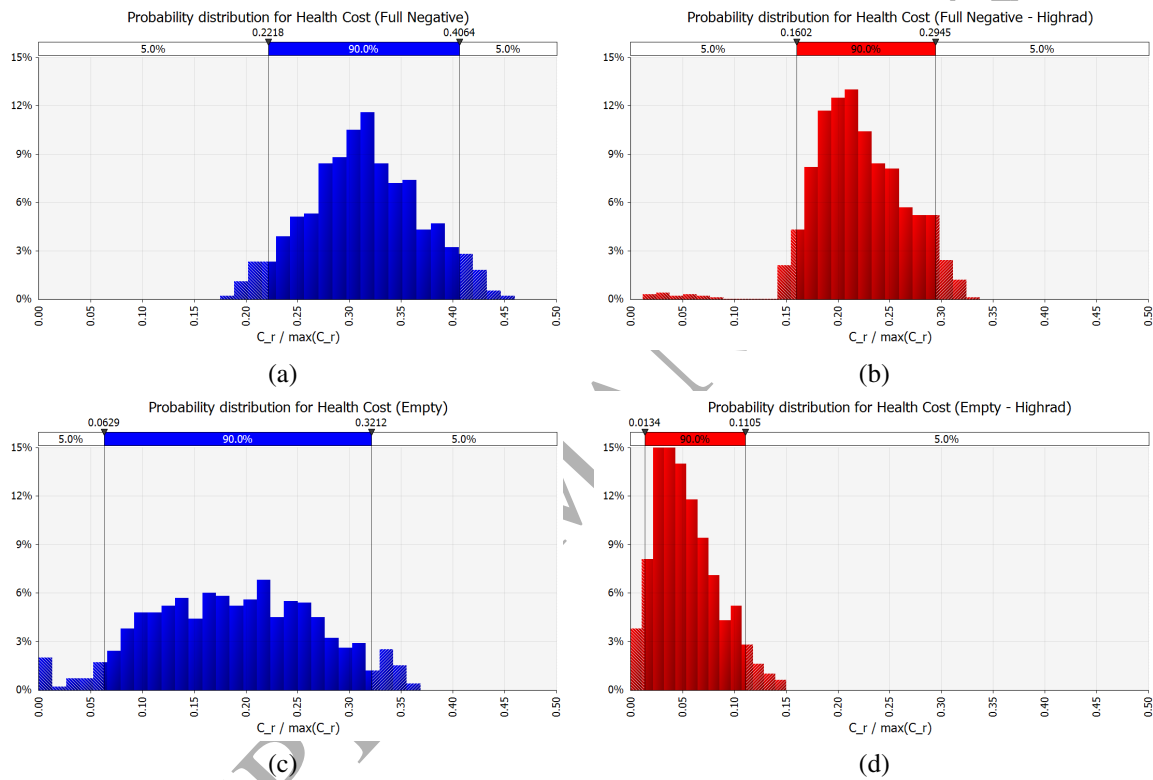 Probability distribution for Health Cost (Full Negative)
0.2218 0.4064
5.0% 90.0% 5.0%
15%
12%
9%
6%
3%
0%
0.00 0.05 0.10 0.15 0.20 0.25 0.30 0.35 0.40 0.45 0.50
C_r / max(C_r)
(a)
Probability distribution for Health Cost (Full Negative - Highrad)
0.1602 0.2945
5.0% 90.0% 5.0%
15%
12%
9%
6%
3%
0%
0.00 0.05 0.10 0.15 0.20 0.25 0.30 0.35 0.40 0.45 0.50
C_r / max(C_r)
(b)
Probability distribution for Health Cost (Empty)
0.0629 0.3212
5.0% 90.0% 5.0%
15%
12%
9%
6%
3%
0%
0.00 0.05 0.10 0.15 0.20 0.25 0.30 0.35 0.40 0.45 0.50
C_r / max(C_r)
(c)
Probability distribution for Health Cost (Empty - Highrad)
0.0134 0.1105
90.0% 5.0%
15%
12%
9%
6%
3%
0%
0.00 0.05 0.10 0.15 0.20 0.25 0.30 0.35 0.40 0.45 0.50
C_r / max(C_r)
(d)